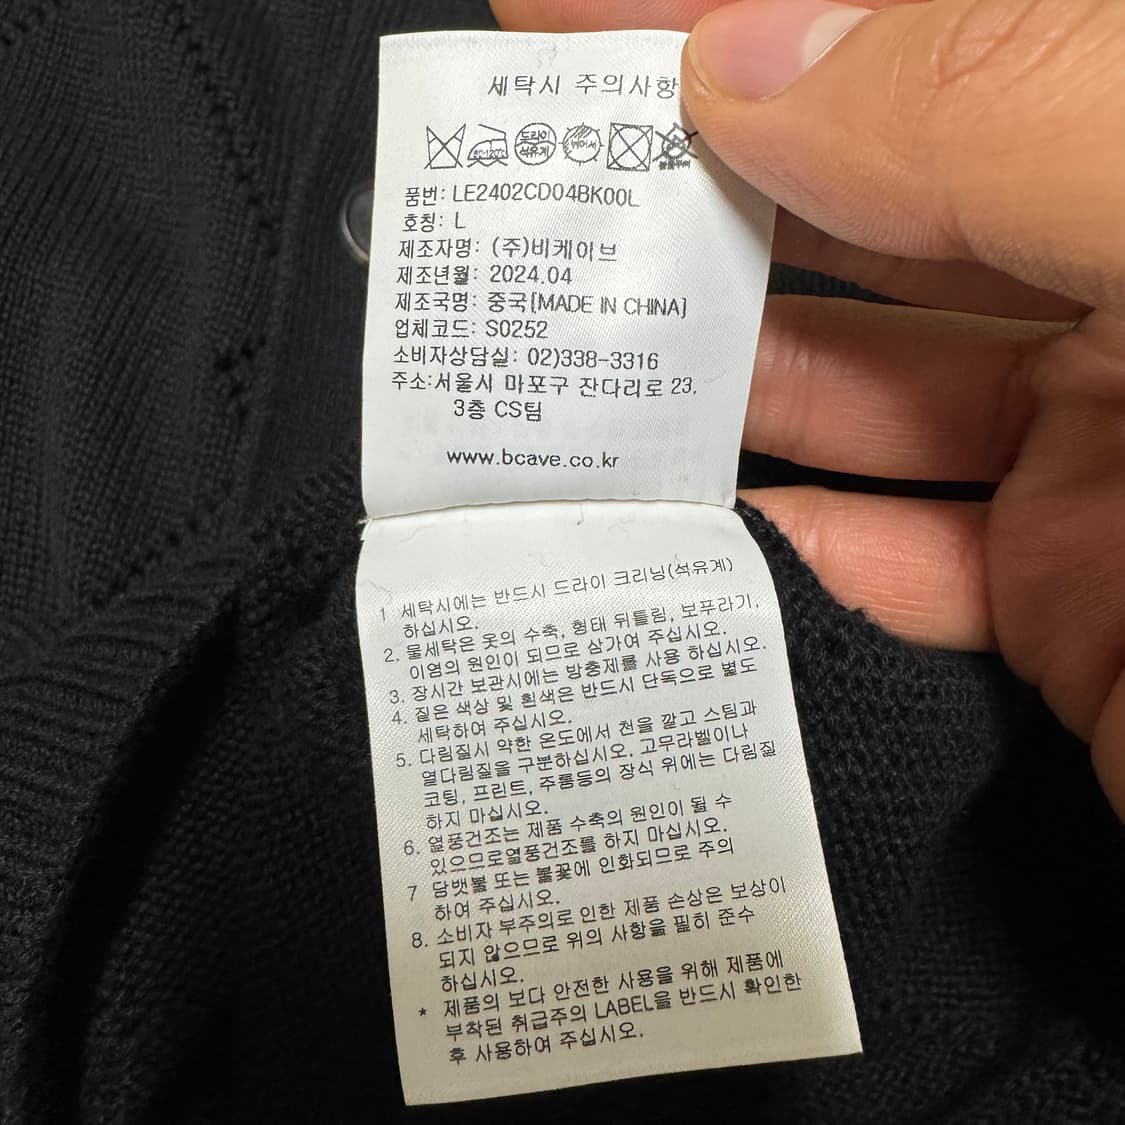 세탁시 주의사항
80~120℃ 드라이 석유계 뉘어서
품번: LE2402CD04BK00L
호칭: L
제조자명: (주)비케이브
제조년월: 2024.04
제조국명: 중국[MADE IN CHINA]
업체코드: S0252
소비자상담실: 02)338-3316
주소:서울시 마포구 잔다리로 23,
3층 CS팀
www.bcave.co.kr
1 세탁시에는 반드시 드라이 크리닝(석유계)
하십시오.
2. 물세탁은 옷의 수축, 형태 뒤틀림, 보푸라기,
이염의 원인이 되므로 삼가여 주십시오.
3. 장시간 보관시에는 방충제를 사용 하십시오.
4. 짙은 색상 및 흰색은 반드시 단독으로 별도
세탁하여 주십시오.
5. 다림질시 약한 온도에서 천을 깔고 스팀과
열다림질을 구분하십시오. 고무라벨이나
코팅, 프린트, 주름등의 장식 위에는 다림질
하지 마십시오.
6. 열풍건조는 제품 수축의 원인이 될 수
있으므로열풍건조를 하지 마십시오.
7 담뱃불 또는 불꽃에 인화되므로 주의
하여 주십시오.
8. 소비자 부주의로 인한 제품 손상은 보상이
되지 않으므로 위의 사항을 필히 준수
하십시오.
* 제품의 보다 안전한 사용을 위해 제품에
부착된 취급주의 LABEL을 반드시 확인한
후 사용하여 주십시오.